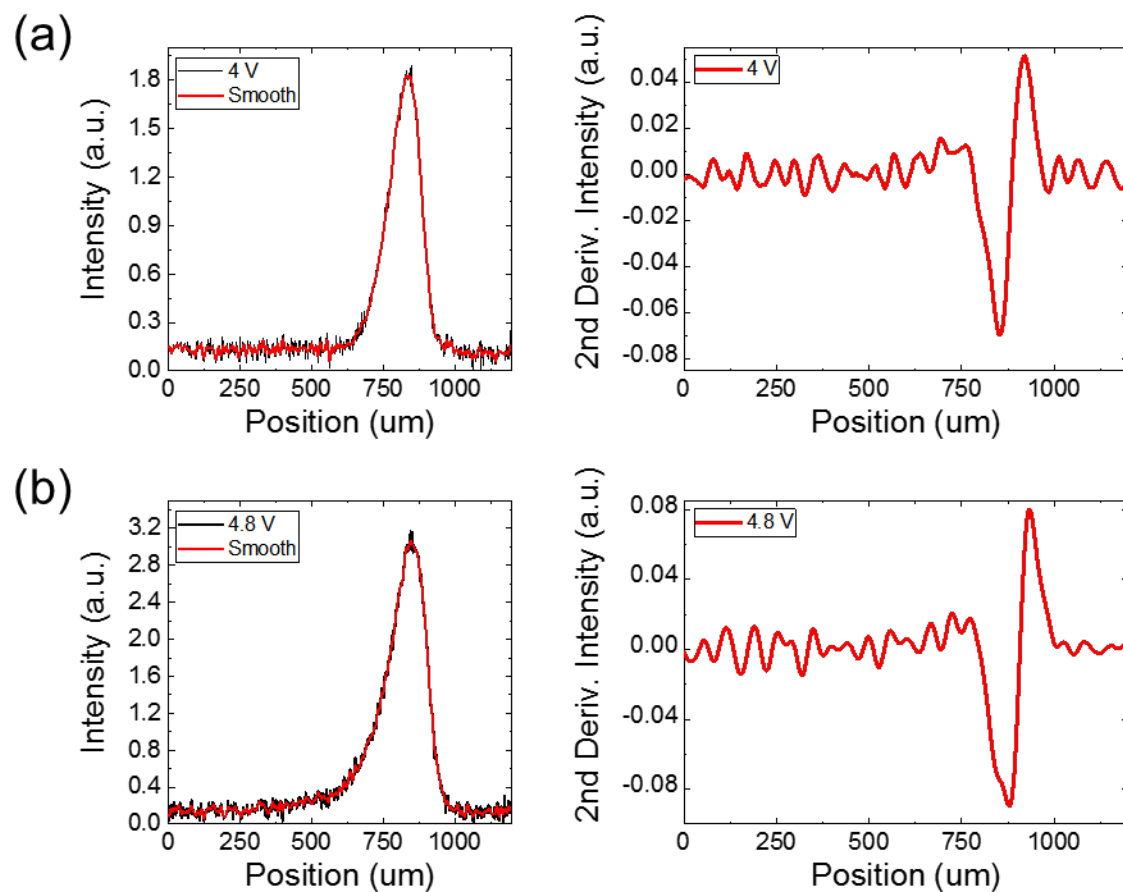 (a)
Intensity (a.u.)
1.8
1.5
1.2
0.9
0.6
0.3
0.0
4 V
Smooth
0 250 500 750 1000
Position (um)
2nd Deriv. Intensity (a.u.)
0.04
0.02
0.00
-0.02
-0.04
-0.06
-0.08
4 V
0 250 500 750 1000
Position (um)
(b)
Intensity (a.u.)
3.2
2.8
2.4
2.0
1.6
1.2
0.8
0.4
0.0
4.8 V
Smooth
0 250 500 750 1000
Position (um)
2nd Deriv. Intensity (a.u.)
0.08
0.04
0.00
-0.04
-0.08
4.8 V
0 250 500 750 1000
Position (um)